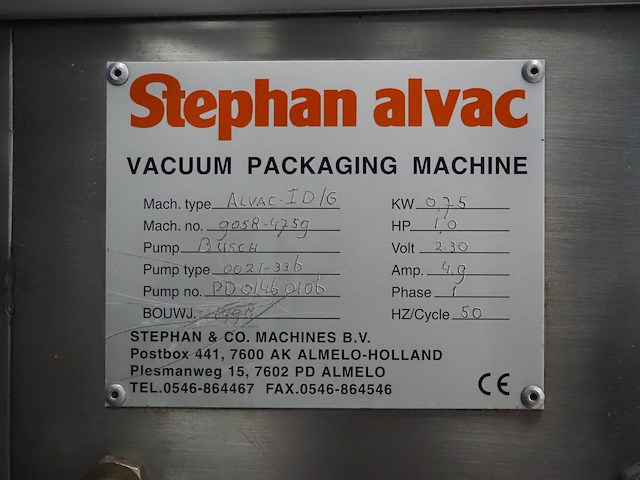 Stephan alvac
VACUUM PACKAGING MACHINE
Mach. type ALVAC-ID/G KW 0,75
Mach. no. 9058-4759 HP 1,0
Pump BUSCH Volt 230
Pump type 0021-336 Amp. 4.9
Pump no. PD01460106 Phase 1
BOUWJ. 1998 HZ/Cycle 50
STEPHAN & CO. MACHINES B.V.
Postbox 441, 7600 AK ALMELO-HOLLAND
Plesmanweg 15, 7602 PD ALMELO
TEL.0546-864467 FAX.0546-864546 CE